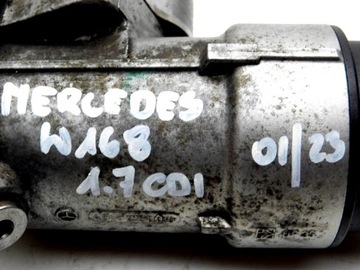 MERCEDES
W168
1.7 CDI
01/23